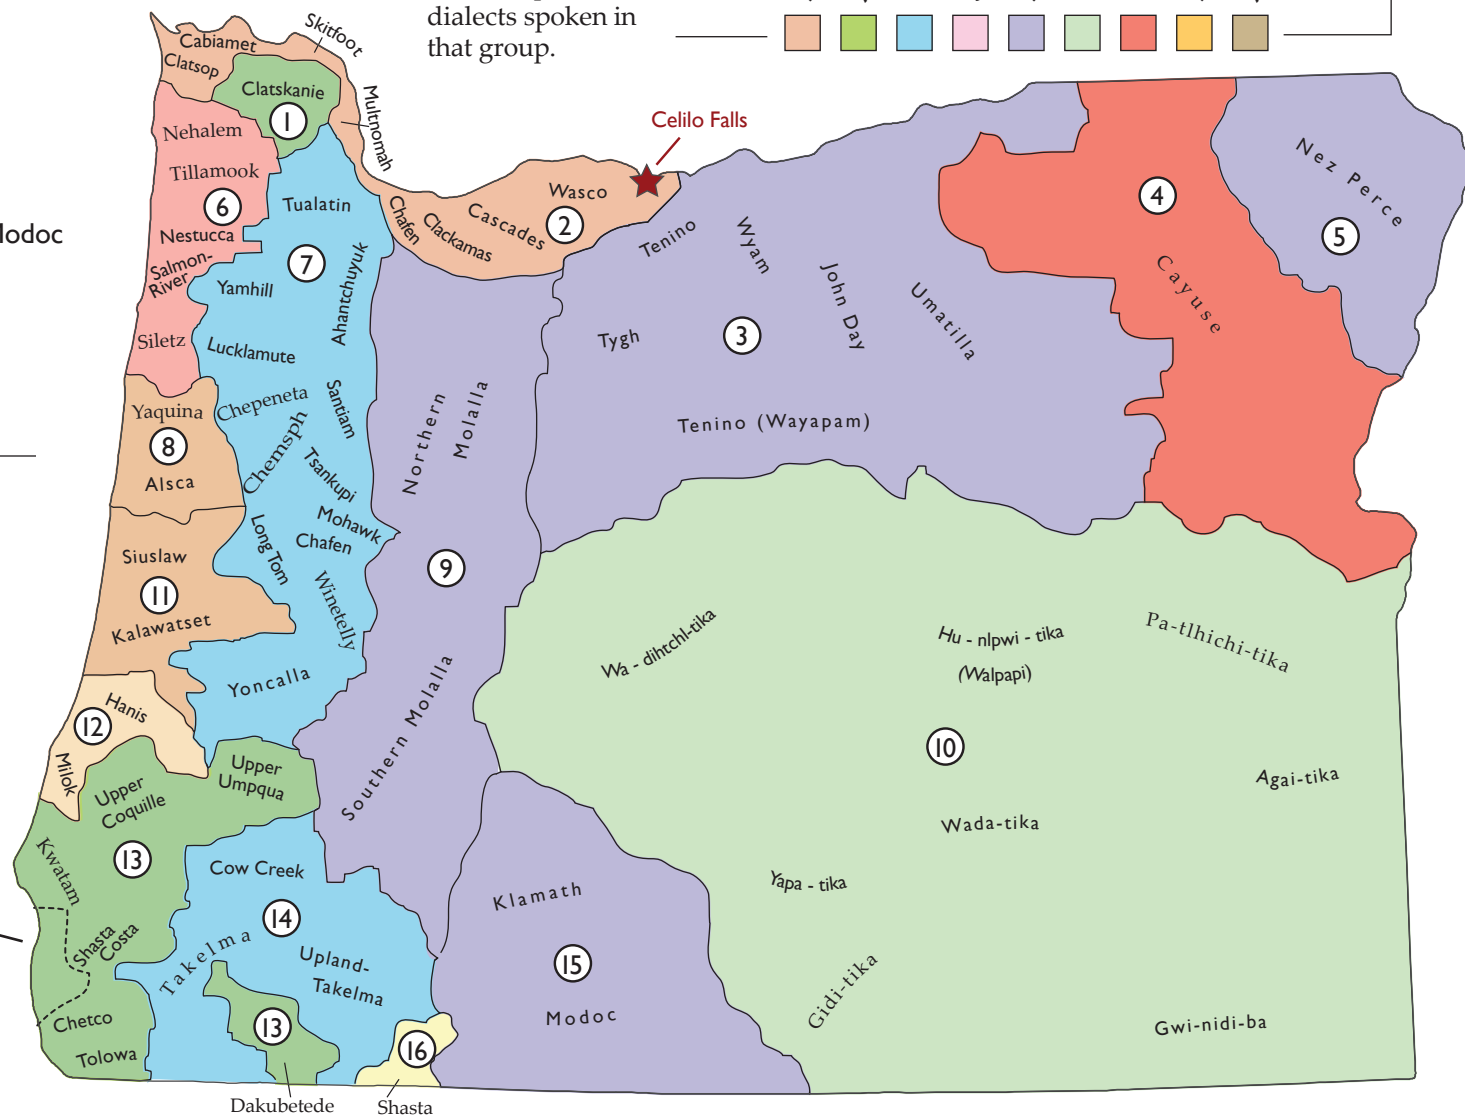 dialects spoken in
that group.
Celilo Falls
Skitfoot
Cabiamet
Clatsop
Clatskanie
1
Multnomah
Nehalem
Tillamook
6
Nestucca
Salmon-
River
Siletz
Tualatin
7
Ahantchuyuk
Yamhill
Lucklamute
Chepeneta
Santiam
Chemsph
Tsankupi
Mohawk
Chafen
Long Tom
Winetelly
Yoncalla
Chafen
Clackamas
Cascades
Wasco
2
Tenino
Wyam
John Day
Umatilla
Tygh
3
Tenino (Wayapam)
4
Cayuse
Nez Perce
5
Modoc
Yaquina
8
Alsca
Siuslaw
11
Kalawatset
Northern
Molalla
9
Southern Molalla
Hanis
12
Milok
Upper
Coquille
Upper
Umpqua
13
Kwatam
Shasta
Costa
Chetco
Tolowa
Cow Creek
14
Takelma
Upland-
Takelma
13
Dakubetede
16
Shasta
Klamath
15
Modoc
Wa - dihtchl-tika
Hu - nlpwi - tika
(Walpapi)
Pa-tlhichi-tika
10
Agai-tika
Wada-tika
Yapa - tika
Gidi-tika
Gwi-nidi-ba